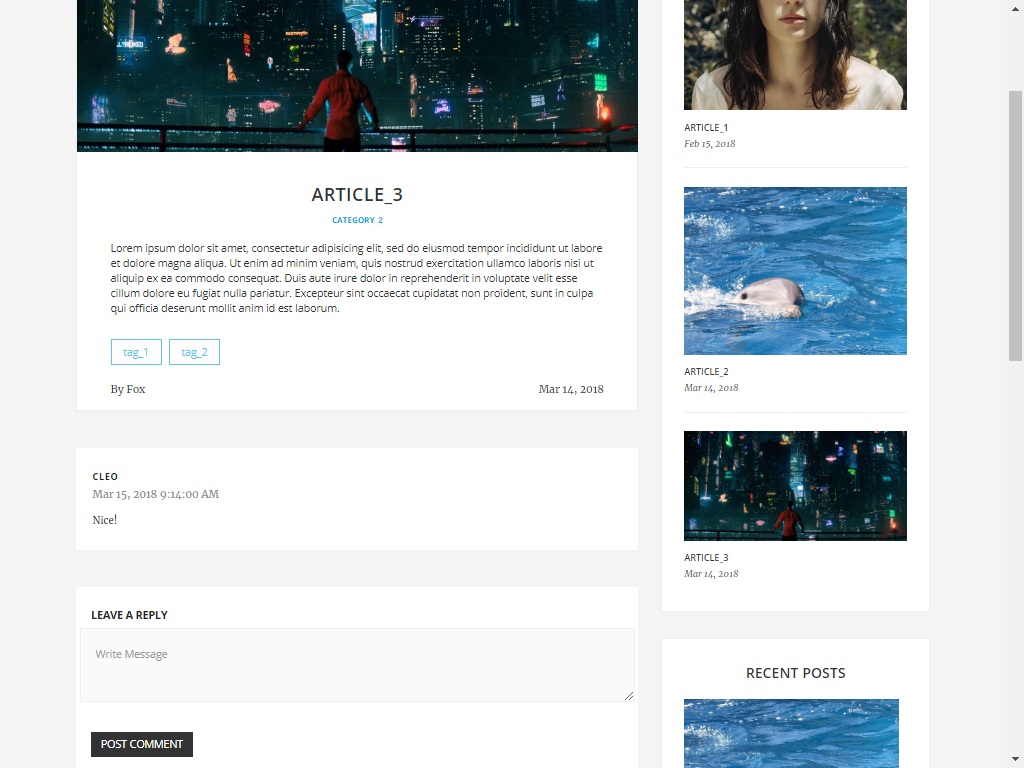 ARTICLE_3
CATEGORY_2
Lorem ipsum dolor sit amet, consectetur adipisicing elit, sed do eiusmod tempor incididunt ut labore
et dolore magna aliqua. Ut enim ad minim veniam, quis nostrud exercitation ullamco laboris nisi ut
aliquip ex ea commodo consequat. Duis aute irure dolor in reprehenderit in voluptate velit esse
cillum dolore eu fugiat nulla pariatur. Excepteur sint occaecat cupidatat non proident, sunt in culpa
qui officia deserunt mollit anim id est laborum.
tag_1 tag_2
By Fox Mar 14, 2018
CLEO
Mar 15, 2018 9:14:00 AM
Nice!
LEAVE A REPLY
Write Message
POST COMMENT
ARTICLE_1
Feb 15, 2018
ARTICLE_2
Mar 14, 2018
ARTICLE_3
Mar 14, 2018
RECENT POSTS